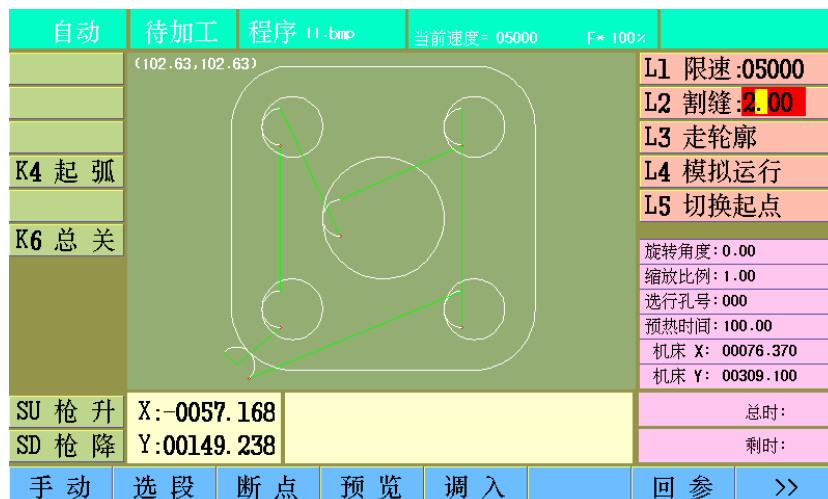 自动 待加工 程序 11.bmp 当前速度- 05000 F* 100%
(102.63,102.63)
L1 限速:05000
L2 割缝:2.00
L3 走轮廓
K4 起 弧
L4 模拟运行
L5 切换起点
K6 总 关
旋转角度:0.00
缩放比例:1.00
选行孔号:000
预热时间:100.00
机床 X: 00076.370
机床 Y: 00309.100
SU 枪 升 X:-0057.168 总时:
SD 枪 降 Y:00149.238 剩时:
手 动 选 段 断 点 预 览 调 入 回 参 >>